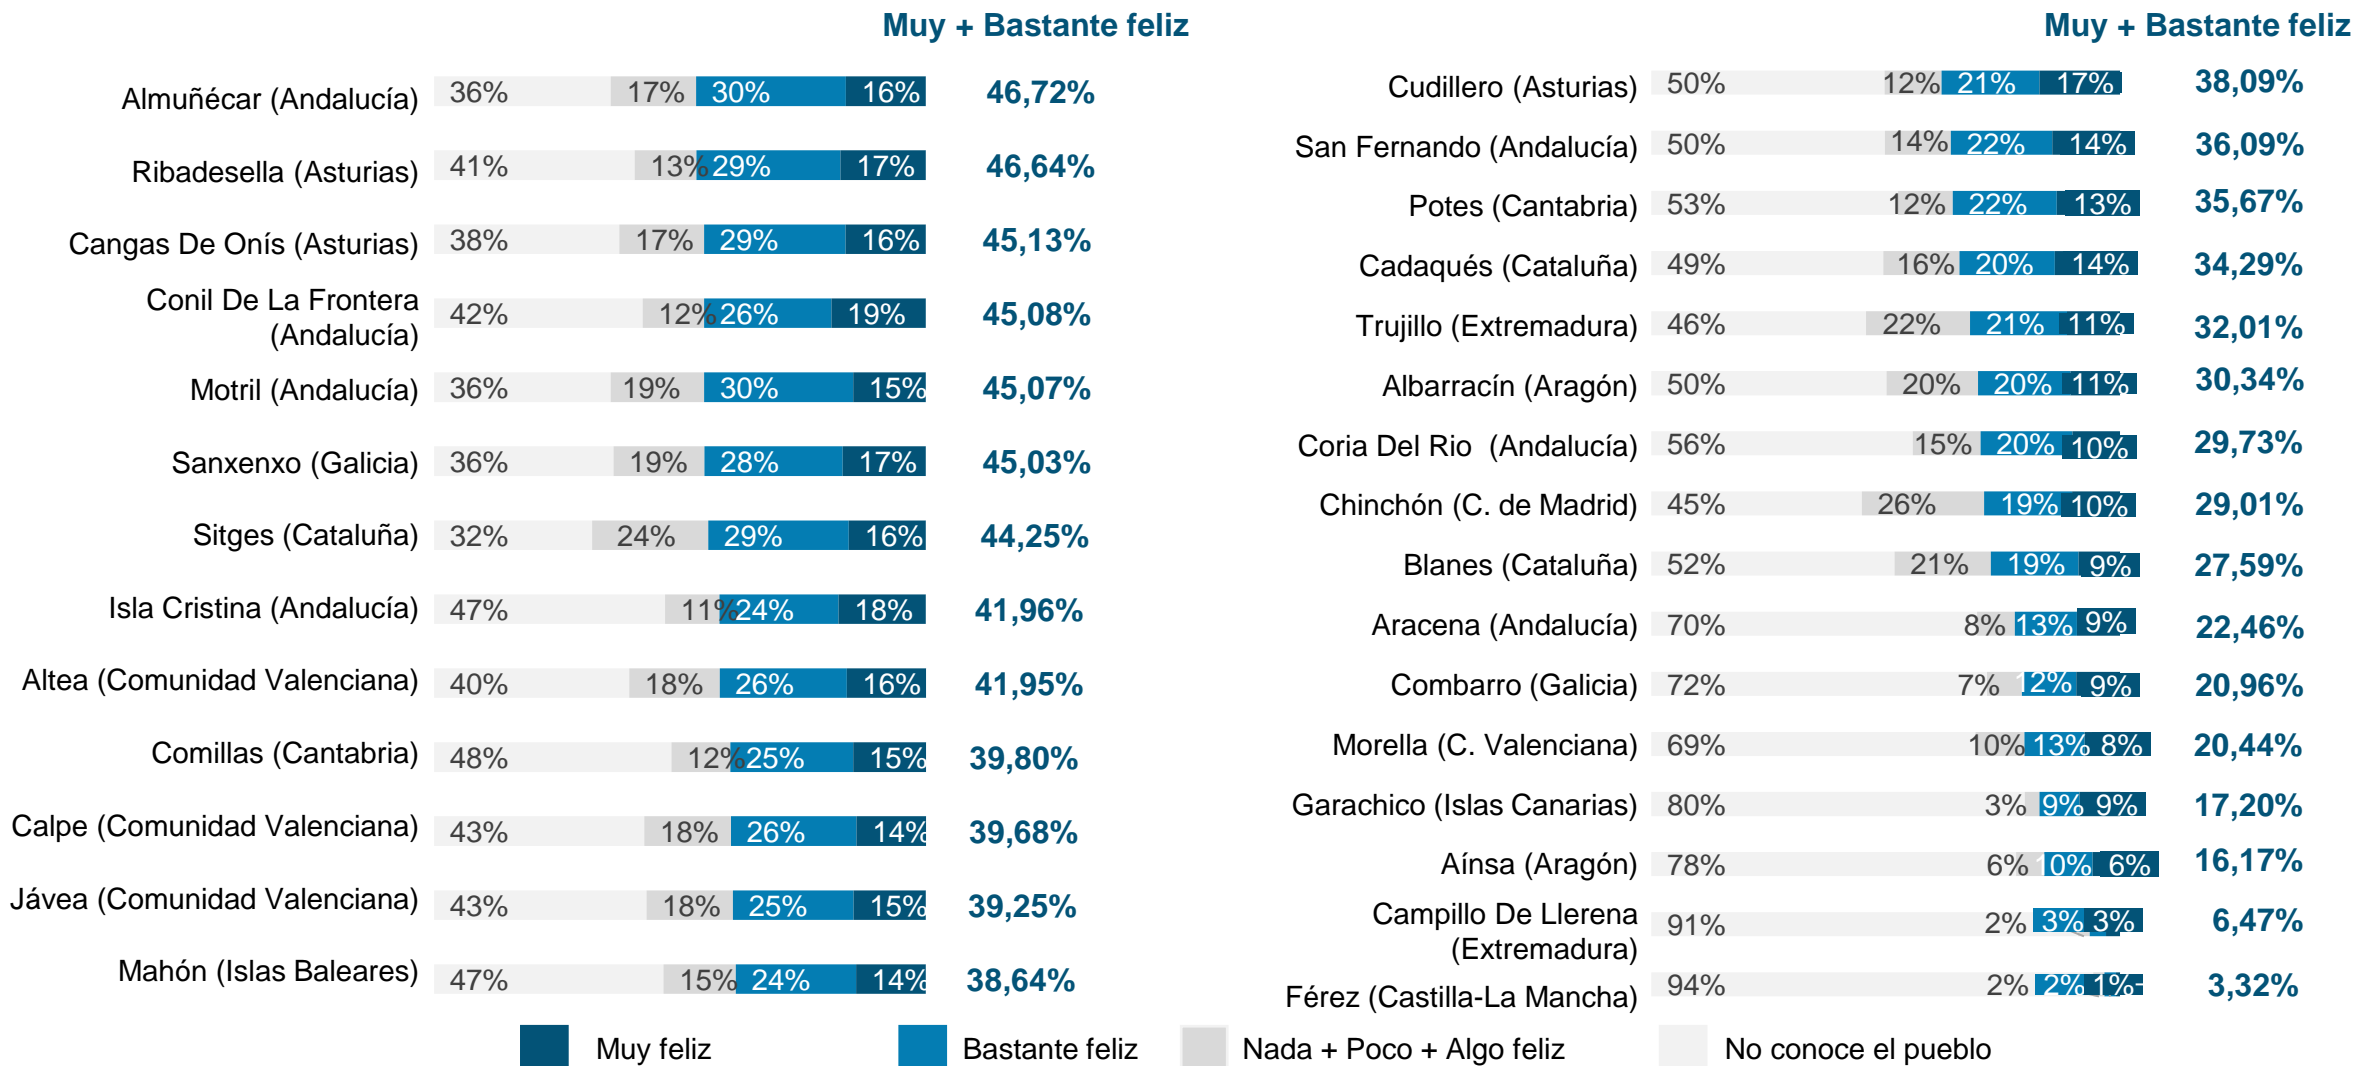 Muy + Bastante feliz
Almuñécar (Andalucía) 36% 17% 30% 16% 46,72%
Ribadesella (Asturias) 41% 13% 29% 17% 46,64%
Cangas De Onís (Asturias) 38% 17% 29% 16% 45,13%
Conil De La Frontera
(Andalucía) 42% 12% 26% 19% 45,08%
Motril (Andalucía) 36% 19% 30% 15% 45,07%
Sanxenxo (Galicia) 36% 19% 28% 17% 45,03%
Sitges (Cataluña) 32% 24% 29% 16% 44,25%
Isla Cristina (Andalucía) 47% 11% 24% 18% 41,96%
Altea (Comunidad Valenciana) 40% 18% 26% 16% 41,95%
Comillas (Cantabria) 48% 12% 25% 15% 39,80%
Calpe (Comunidad Valenciana) 43% 18% 26% 14% 39,68%
Jávea (Comunidad Valenciana) 43% 18% 25% 15% 39,25%
Mahón (Islas Baleares) 47% 15% 24% 14% 38,64%
Muy + Bastante feliz
Cudillero (Asturias) 50% 12% 21% 17% 38,09%
San Fernando (Andalucía) 50% 14% 22% 14% 36,09%
Potes (Cantabria) 53% 12% 22% 13% 35,67%
Cadaqués (Cataluña) 49% 16% 20% 14% 34,29%
Trujillo (Extremadura) 46% 22% 21% 11% 32,01%
Albarracín (Aragón) 50% 20% 20% 11% 30,34%
Coria Del Rio (Andalucía) 56% 15% 20% 10% 29,73%
Chinchón (C. de Madrid) 45% 26% 19% 10% 29,01%
Blanes (Cataluña) 52% 21% 19% 9% 27,59%
Aracena (Andalucía) 70% 8% 13% 9% 22,46%
Combarro (Galicia) 72% 7% 12% 9% 20,96%
Morella (C. Valenciana) 69% 10% 13% 8% 20,44%
Garachico (Islas Canarias) 80% 3% 9% 9% 17,20%
Aínsa (Aragón) 78% 6% 10% 6% 16,17%
Campillo De Llerena
(Extremadura) 91% 2% 3% 3% 6,47%
Férez (Castilla-La Mancha) 94% 2% 2% 1% 3,32%
Muy feliz Bastante feliz Nada + Poco + Algo feliz No conoce el pueblo